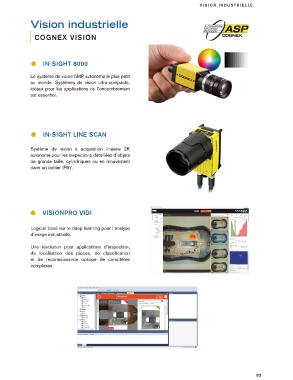 VISION INDUSTRIELLE
Vision industrielle
COGNEX VISION
ASP
COGNEX
IN-SIGHT 8000
Le système de vision 5MP autonome le plus petit
au monde. Systèmes de vision ultra-compacts,
idéaux pour les applications où l'encombrement
est essentiel.
COGNEX
IN-SIGHT LINE SCAN
Système de vision à acquisition linéaire 2K
autonome pour les inspections détaillées d'objets
de grande taille, cylindriques ou en mouvement
dans un boîtier IP67.
VISIONPRO VIDI
Logiciel basé sur le deep learning pour l'analyse
d'image industrielle.
Une révolution pour applications d'inspection,
de localisation des pièces, de classification
et de reconnaissance optique de caractères
complexes
93